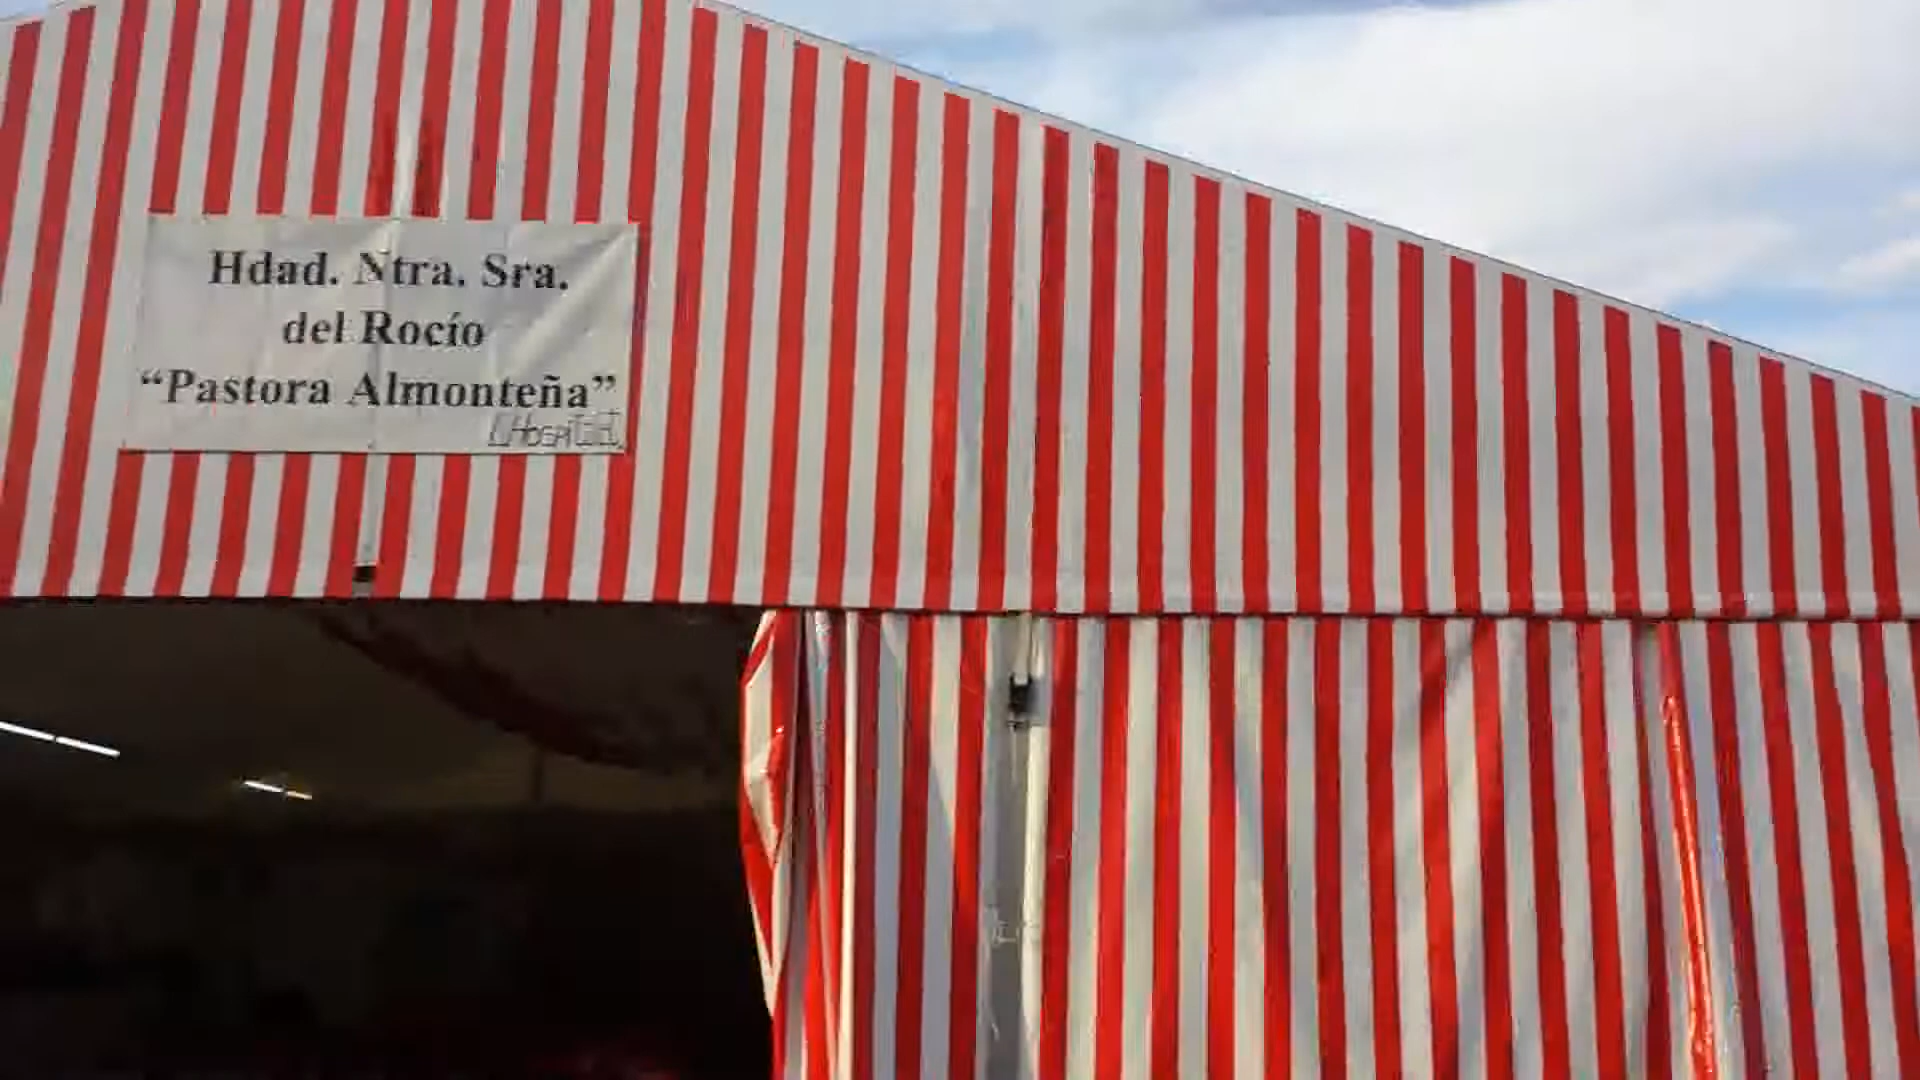 Hdad. Ntra. Sra.
del Rocío
“Pastora Almonteña”